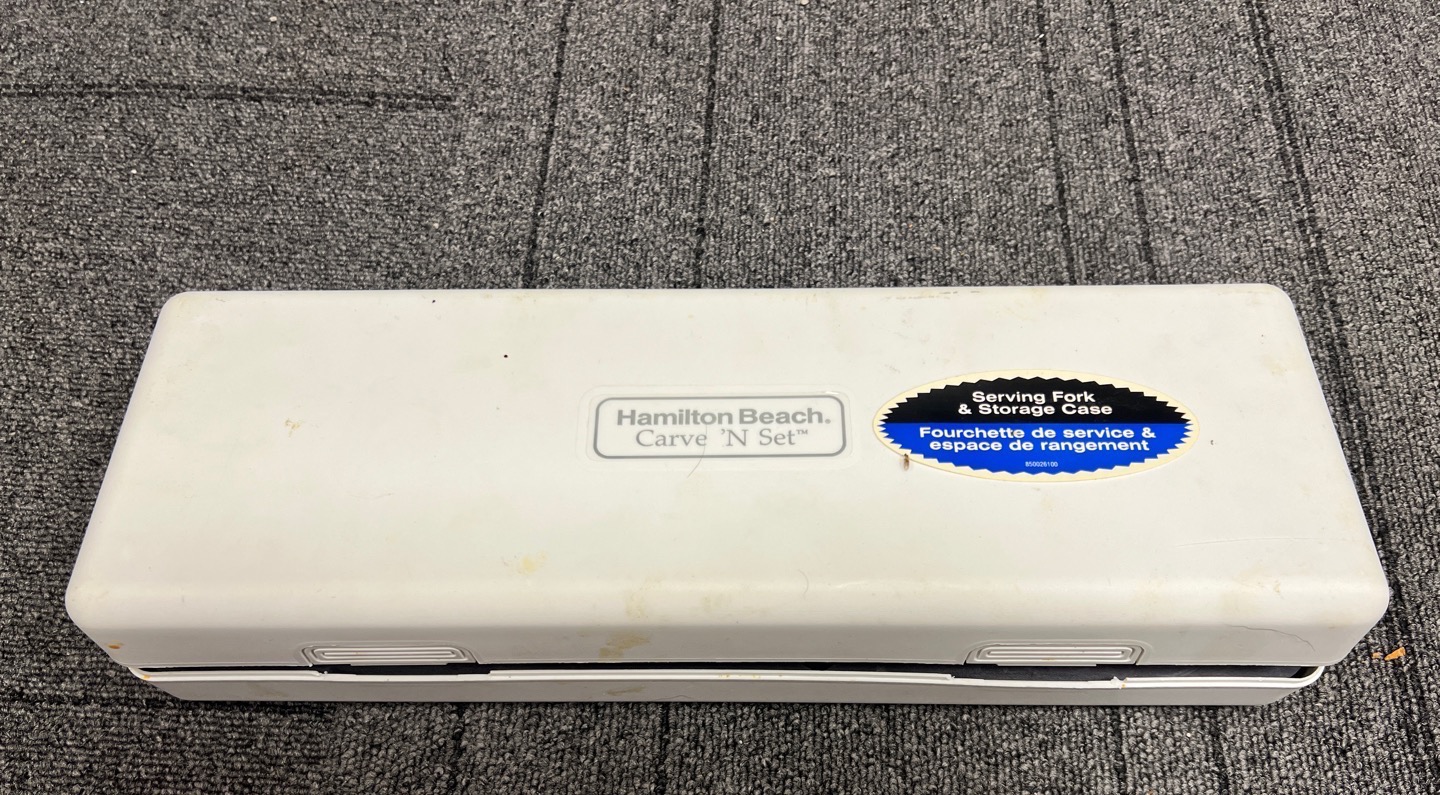 Hamilton Beach®
Carve 'N Set™
Serving Fork
& Storage Case
Fourchette de service &
espace de rangement
850026100